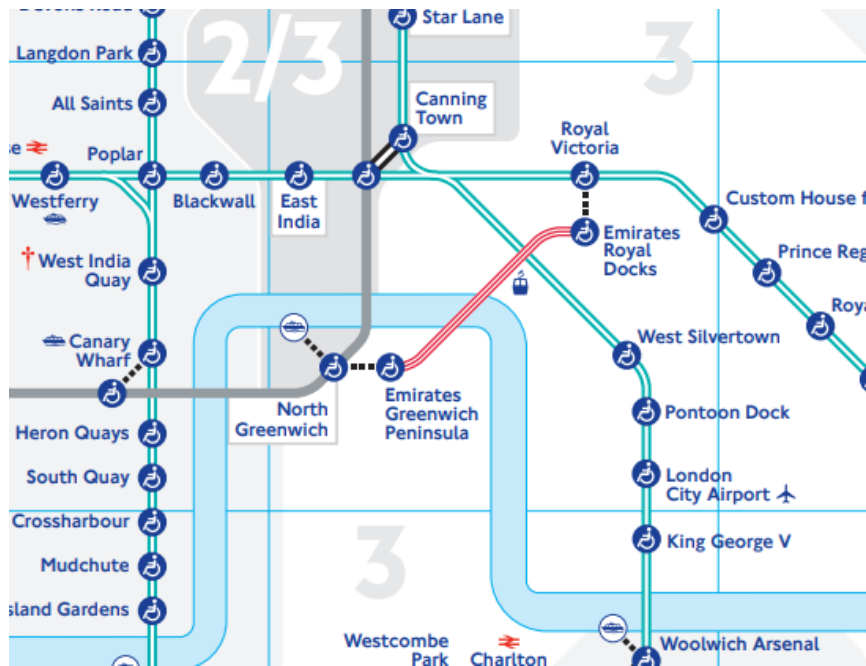 Star Lane
Langdon Park
2/3
3
All Saints
Canning
Town
Poplar
Royal
Victoria
Westferry
Blackwall
East
India
Custom House f
Emirates
Royal
Docks
West India
Quay
Prince Reg
Roya
Canary
Wharf
West Silvertown
North
Greenwich
Emirates
Greenwich
Peninsula
Pontoon Dock
Heron Quays
South Quay
London
City Airport
Crossharbour
King George V
Mudchute
3
sland Gardens
Westcombe
Park
Charlton
Woolwich Arsenal